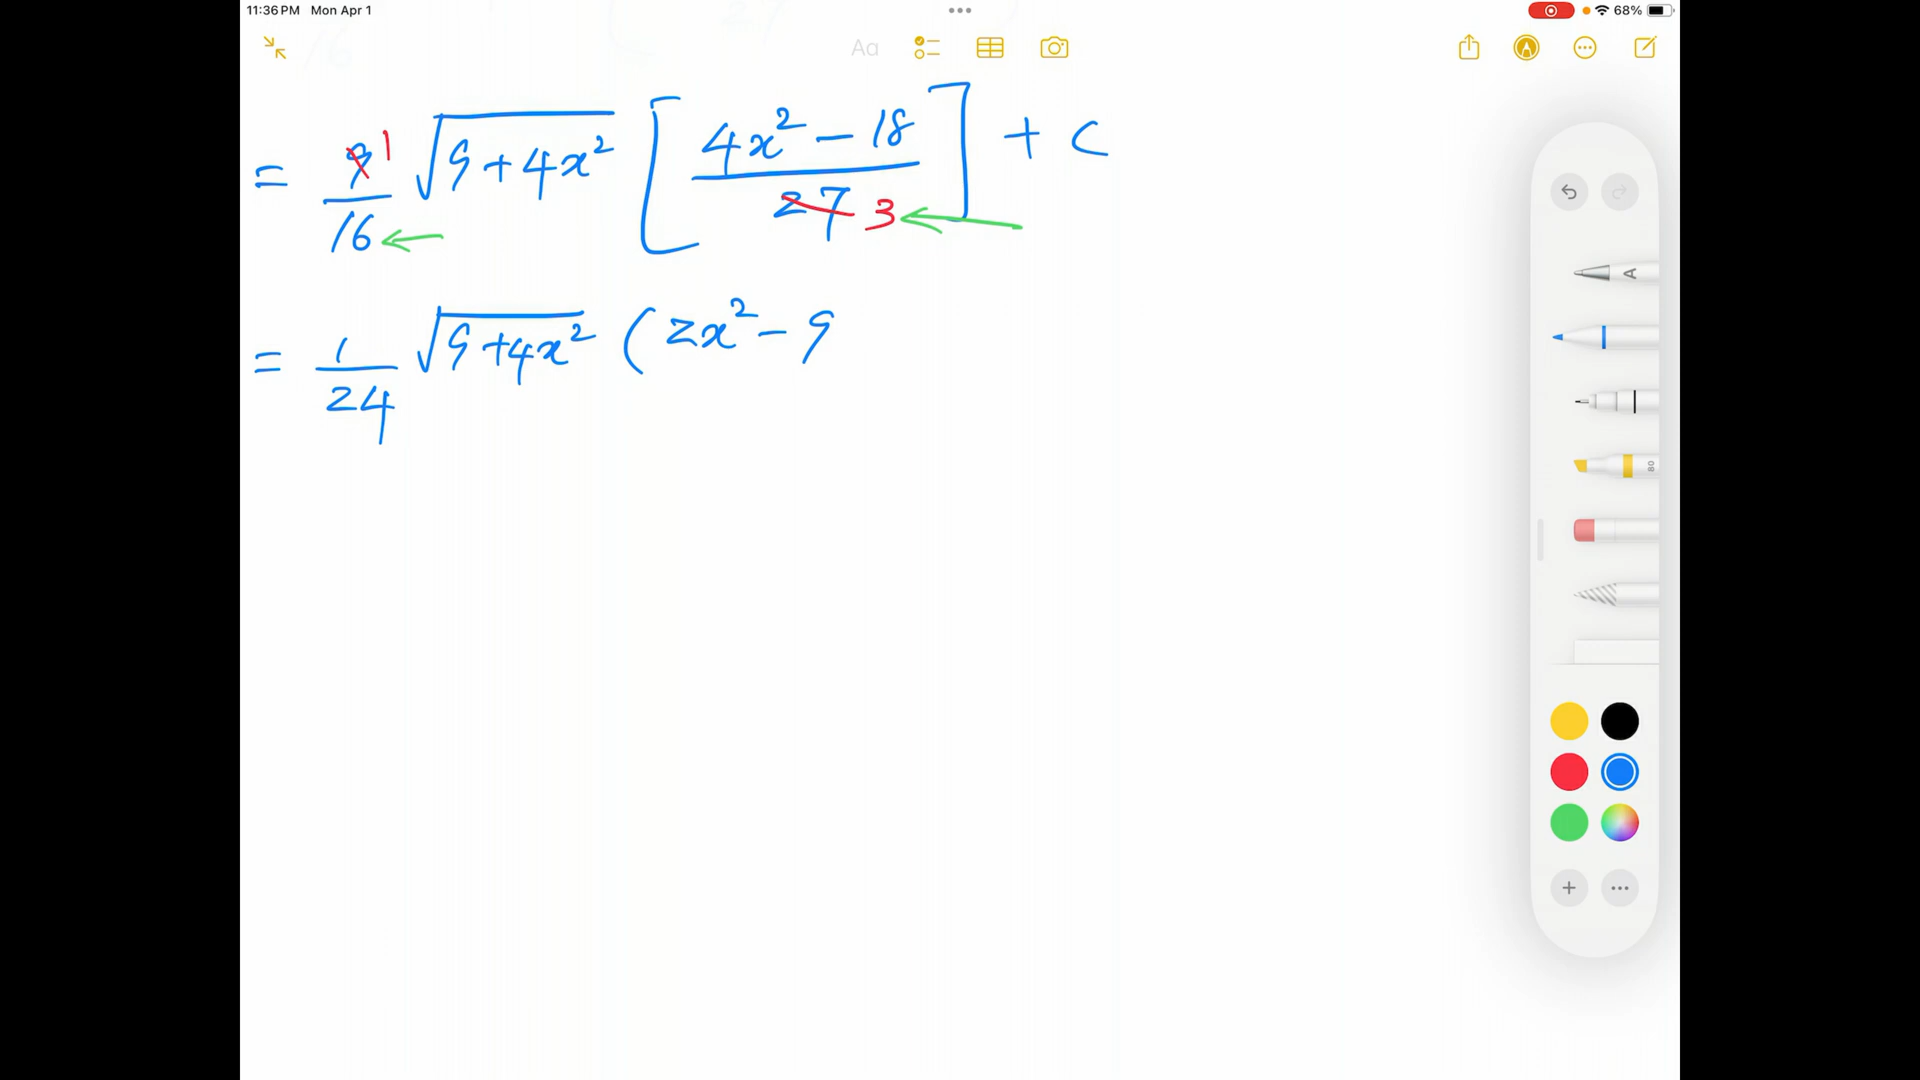 11:36 PM Mon Apr 1 68%
Aa
= 9 1 / 16 √(9 + 4x²) [ (4x² − 18) / 27 3 ] + C
= 1/24 √(9 + 4x²) ( 2x² − 9
A
80